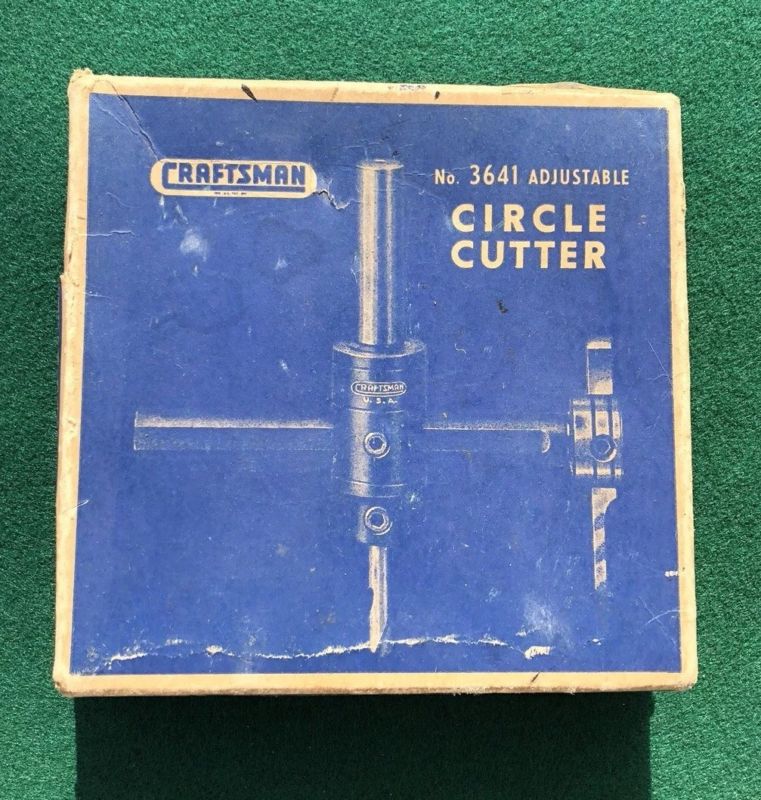 CRAFTSMAN
No. 3641 ADJUSTABLE
CIRCLE
CUTTER
CRAFTSMAN
U.S.A.